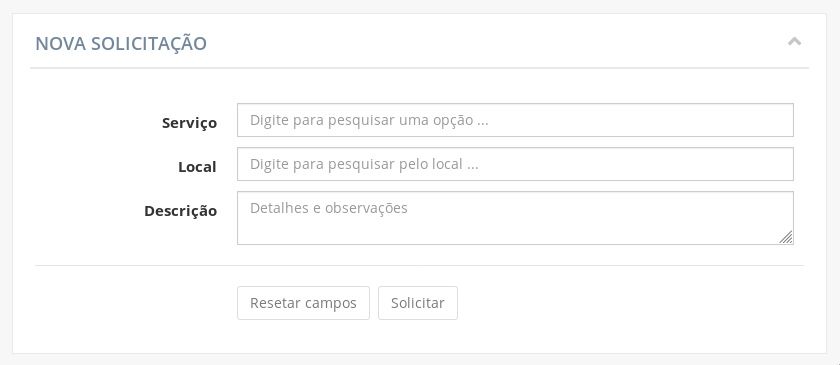 NOVA SOLICITAÇÃO
Serviço Digite para pesquisar uma opção ...
Local Digite para pesquisar pelo local ...
Descrição Detalhes e observações
Resetar campos Solicitar